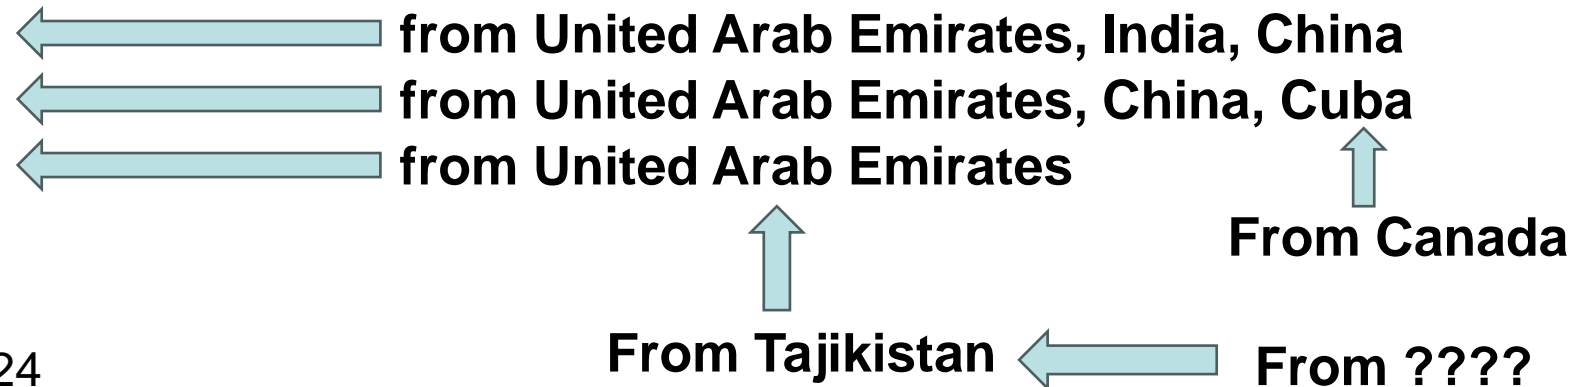 from United Arab Emirates, India, China
from United Arab Emirates, China, Cuba
from United Arab Emirates
From Canada
From Tajikistan
From ????
24